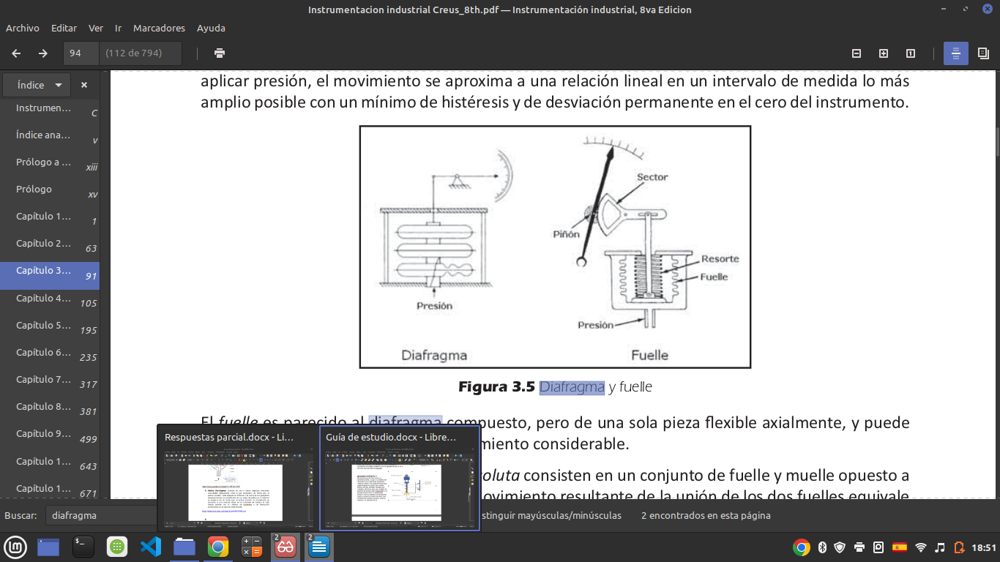 Instrumentacion industrial Creus_8th.pdf — Instrumentación industrial, 8va Edicion
Archivo Editar Ver Ir Marcadores Ayuda
94 (112 de 794)
Índice
Instrumen... C
Índice ana... v
Prólogo a ... xiii
Prólogo xv
Capítulo 1... 1
Capítulo 2... 63
Capítulo 3... 91
Capítulo 4... 105
Capítulo 5... 195
Capítulo 6... 235
Capítulo 7... 317
Capítulo 8... 381
Capítulo 9... 499
Capítulo 1... 643
Capítulo 1... 671
aplicar presión, el movimiento se aproxima a una relación lineal en un intervalo de medida lo más
amplio posible con un mínimo de histéresis y de desviación permanente en el cero del instrumento.
Presión
Diafragma
Sector
Piñón
Resorte
Fuelle
Presión
Fuelle
Figura 3.5 Diafragma y fuelle
El fuelle es parecido al diafragma compuesto, pero de una sola pieza flexible axialmente, y puede
miento considerable.
consisten en un conjunto de fuelle y muelle opuesto a
ovimiento resultante de la unión de los dos fuelles equivale
Respuestas parcial.docx - Li...
Guía de estudio.docx - Libre...
Buscar: diafragma
stinguir mayúsculas/minúsculas 2 encontrados en esta página
2 2
18:51